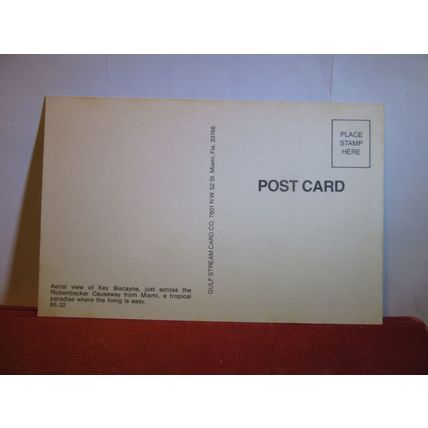 PLACE
STAMP
HERE
POST CARD
GULF STREAM CARD CO. 7801 N.W. 52 St. Miami, Fla. 33166
Aerial view of Key Biscayne, just across the
Rickenbacker Causeway from Miami, a tropical
paradise where the living is easy.
85-32